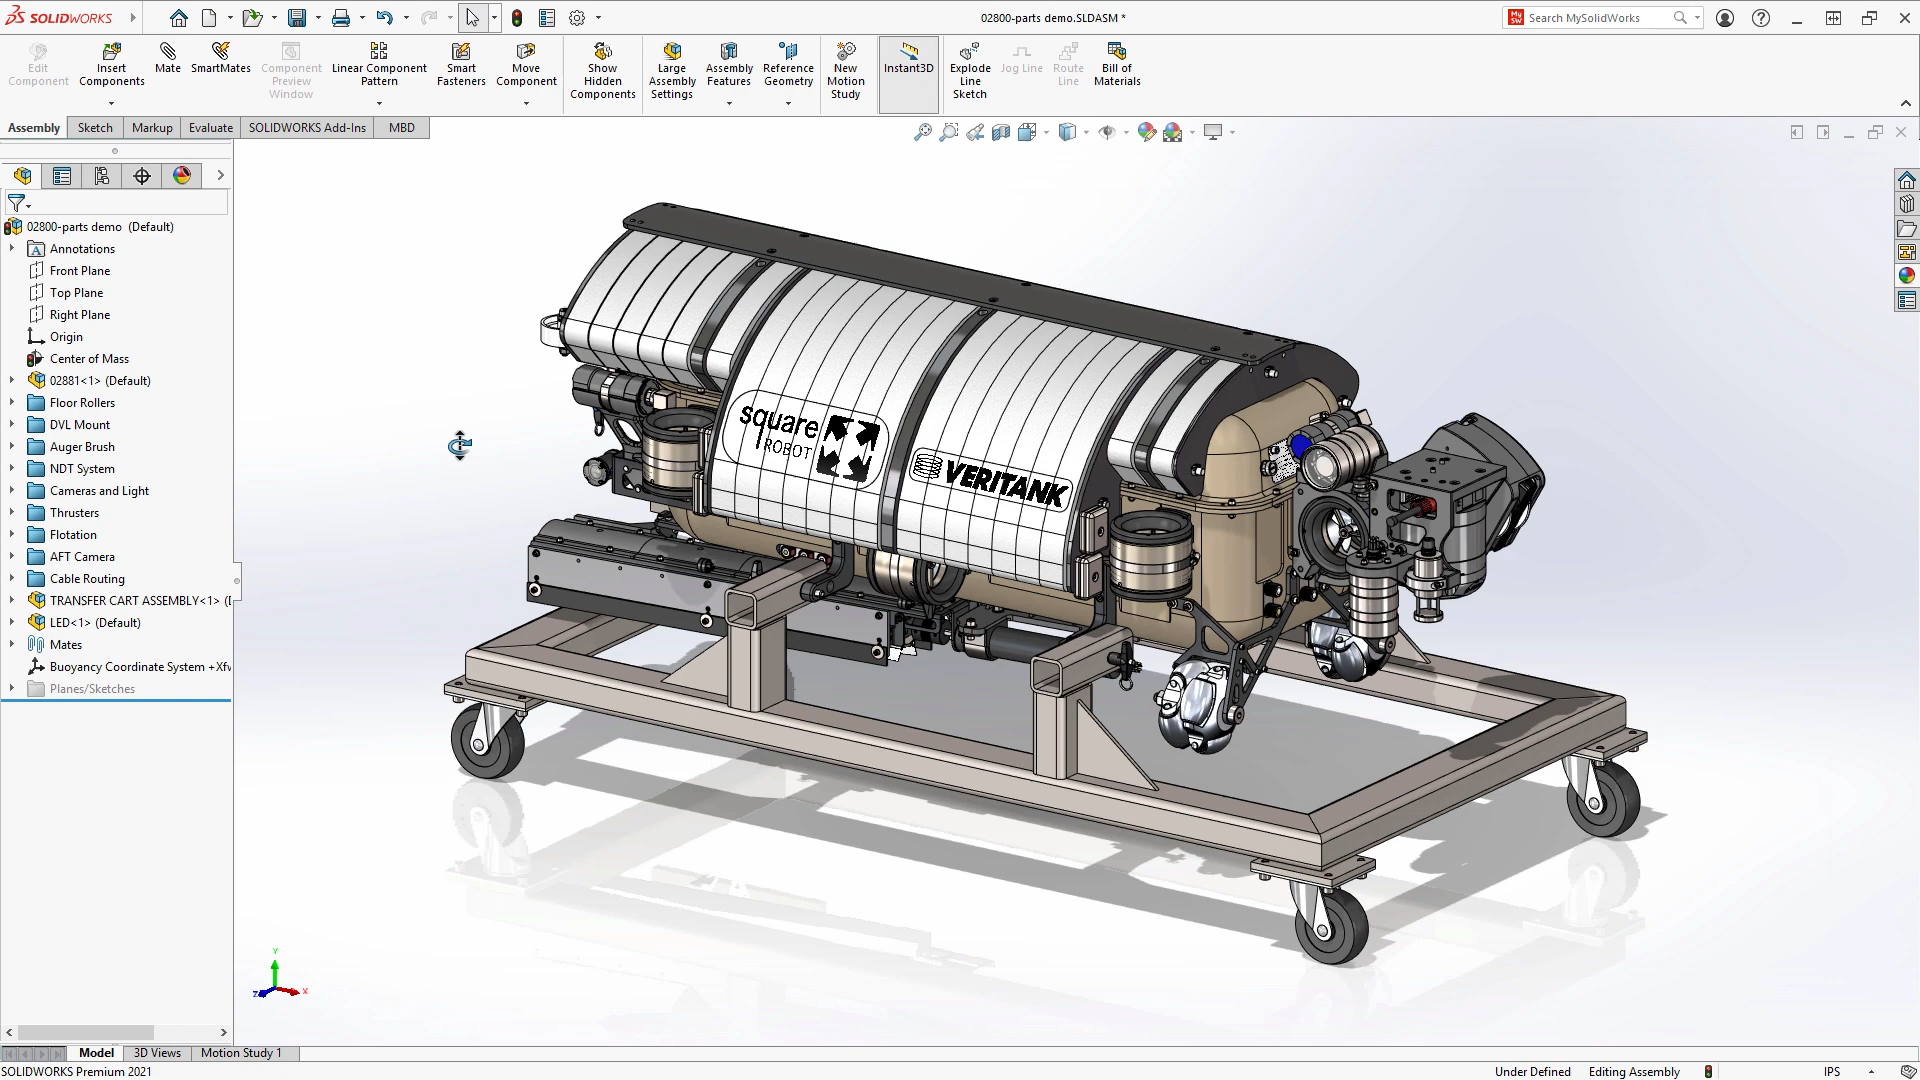 SOLIDWORKS
02800-parts demo.SLDASM *
Search MySolidWorks
Edit Component
Insert Components
Mate
SmartMates
Component Preview Window
Linear Component Pattern
Smart Fasteners
Move Component
Show Hidden Components
Large Assembly Settings
Assembly Features
Reference Geometry
New Motion Study
Instant3D
Explode Line Sketch
Jog Line
Route Line
Bill of Materials
Assembly
Sketch
Markup
Evaluate
SOLIDWORKS Add-Ins
MBD
02800-parts demo (Default)
Annotations
Front Plane
Top Plane
Right Plane
Origin
Center of Mass
02881<1> (Default)
Floor Rollers
DVL Mount
Auger Brush
NDT System
Cameras and Light
Thrusters
Flotation
AFT Camera
Cable Routing
TRANSFER CART ASSEMBLY<1> (
LED<1> (Default)
Mates
Buoyancy Coordinate System +Xfw
Planes/Sketches
square
ROBOT
VERITANK
Y
Z
X
Model
3D Views
Motion Study 1
SOLIDWORKS Premium 2021
Under Defined
Editing Assembly
IPS